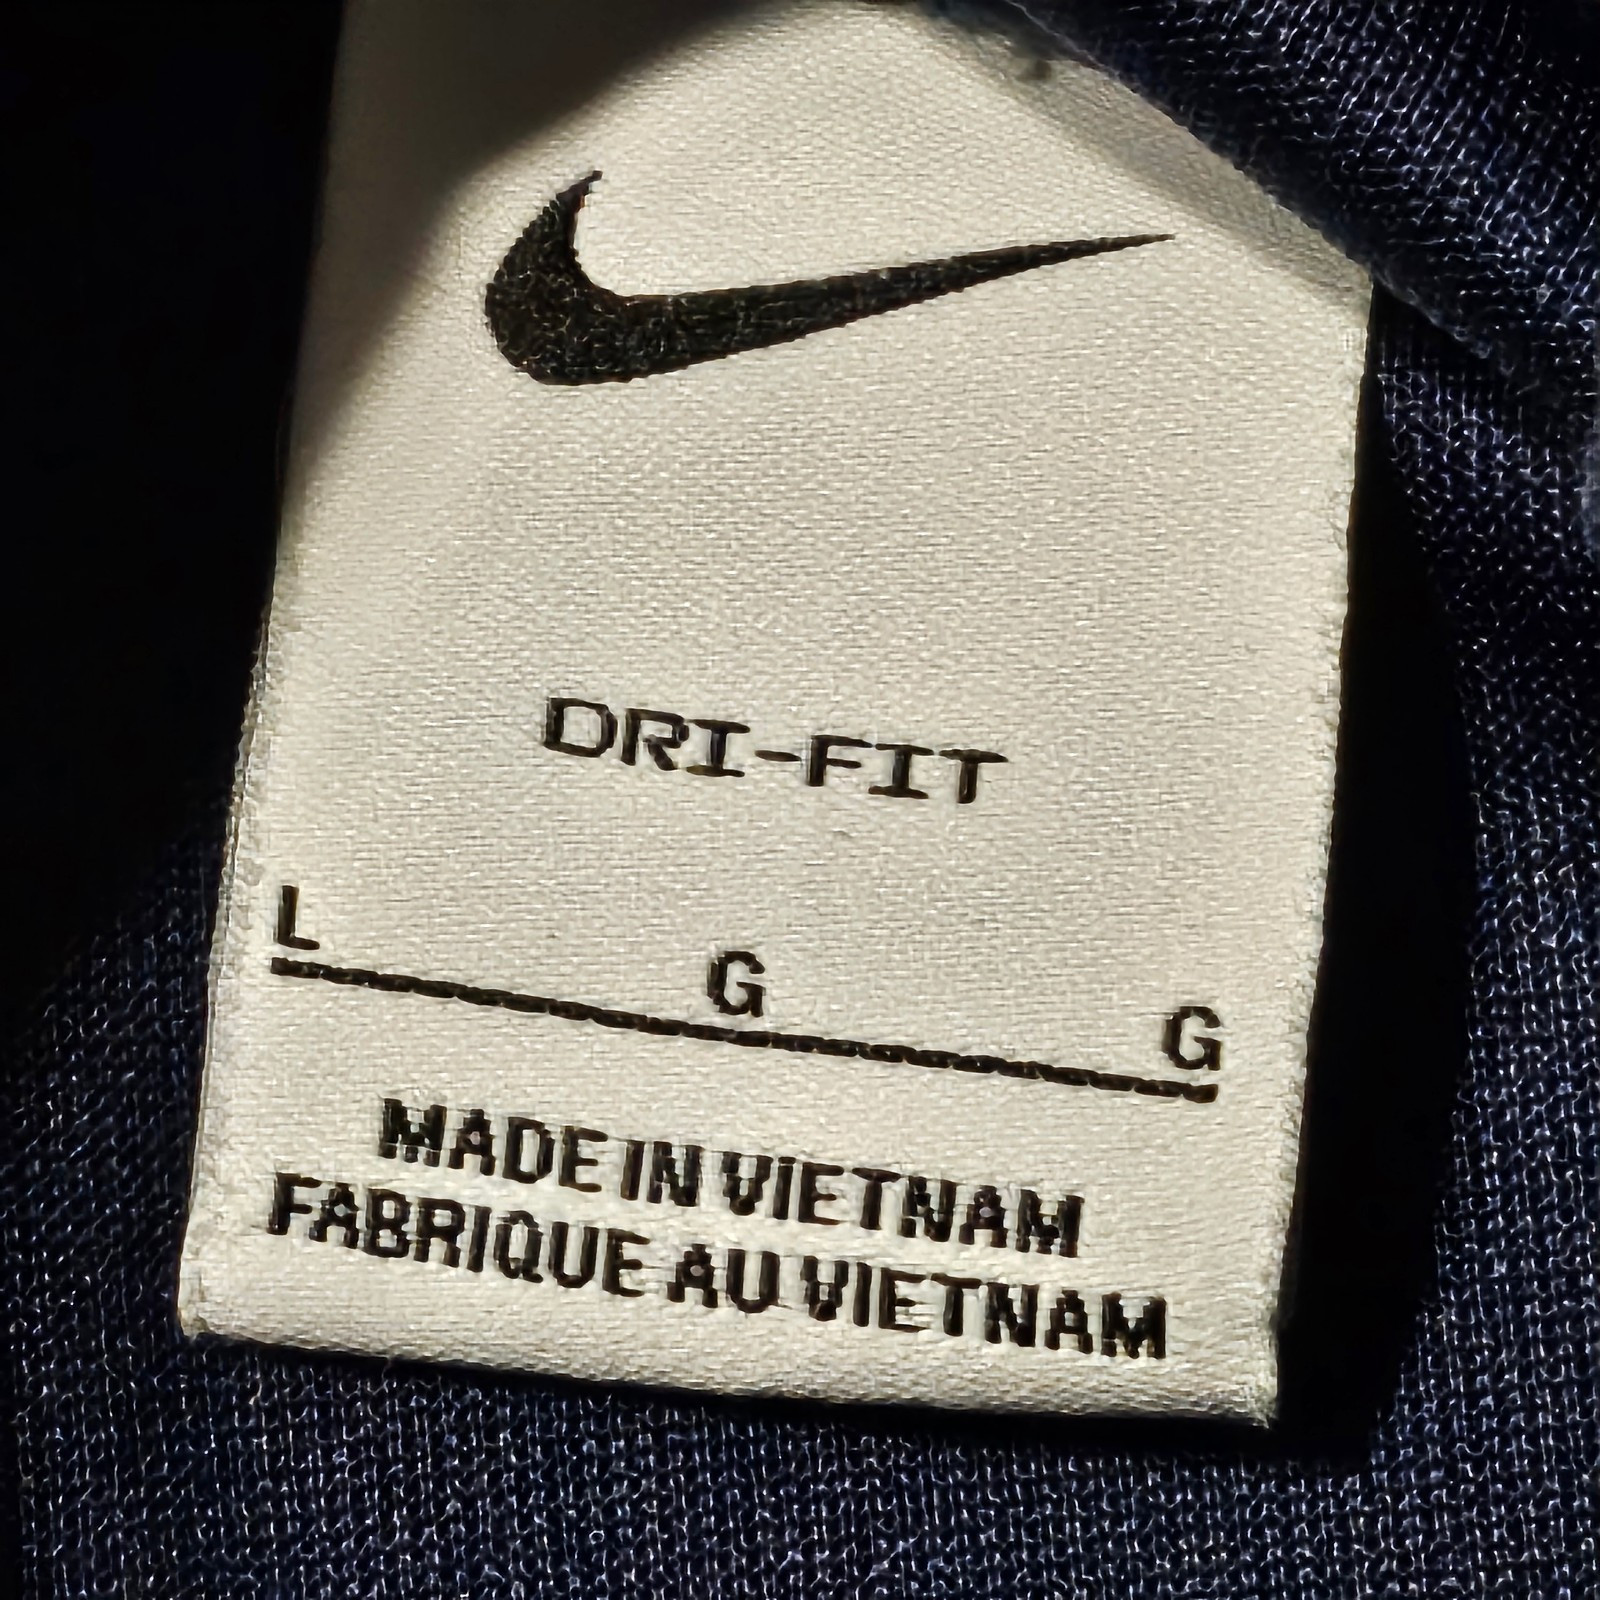 DRI-FIT
L G G
MADE IN VIETNAM
FABRIQUE AU VIETNAM